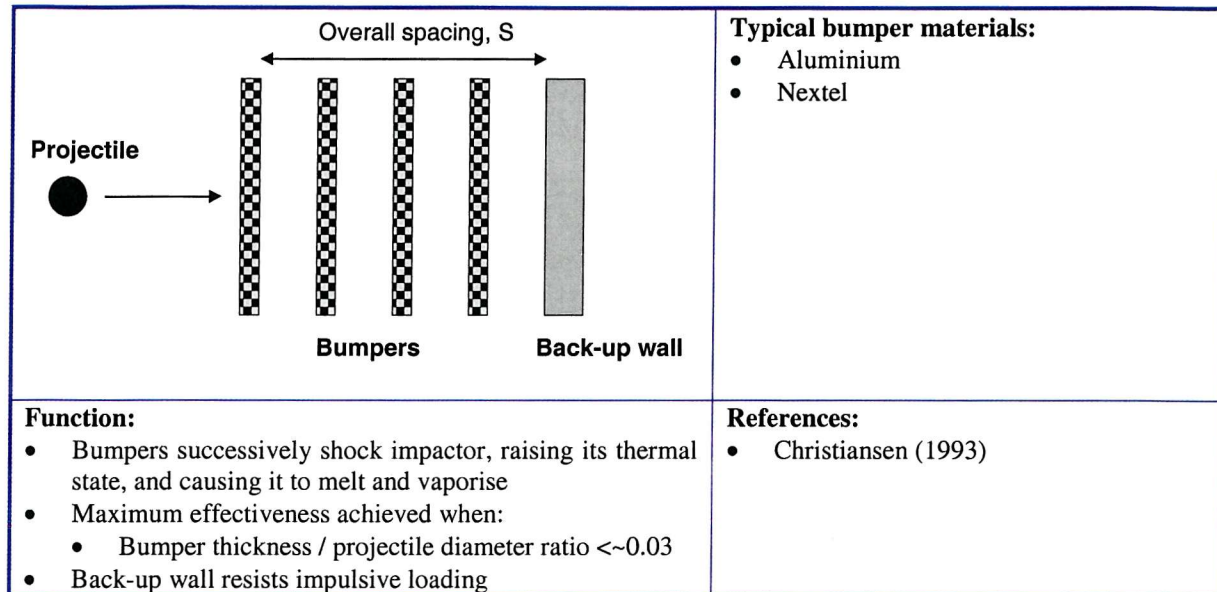 Overall spacing, S
Projectile
Bumpers
Back-up wall
Typical bumper materials:
• Aluminium
• Nextel
Function:
• Bumpers successively shock impactor, raising its thermal
state, and causing it to melt and vaporise
• Maximum effectiveness achieved when:
• Bumper thickness / projectile diameter ratio <~0.03
• Back-up wall resists impulsive loading
References:
• Christiansen (1993)